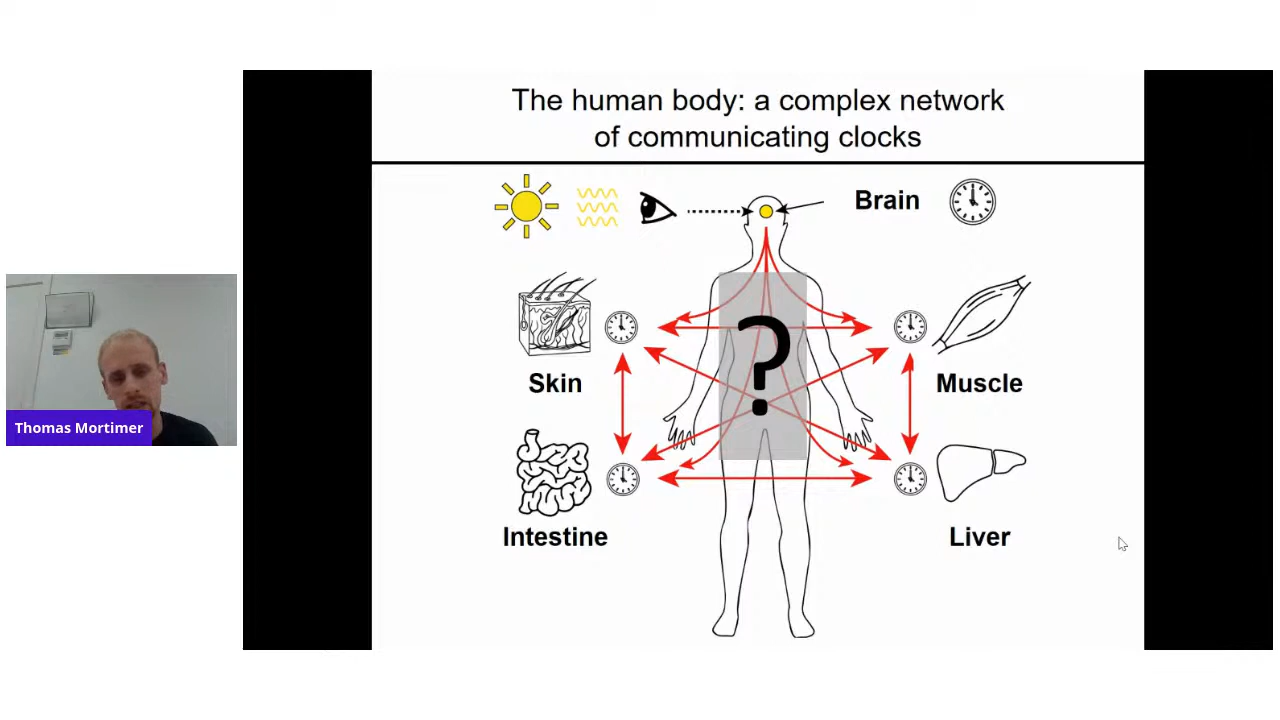 The human body: a complex network
of communicating clocks
Brain
Skin
Muscle
?
Intestine
Liver
Thomas Mortimer